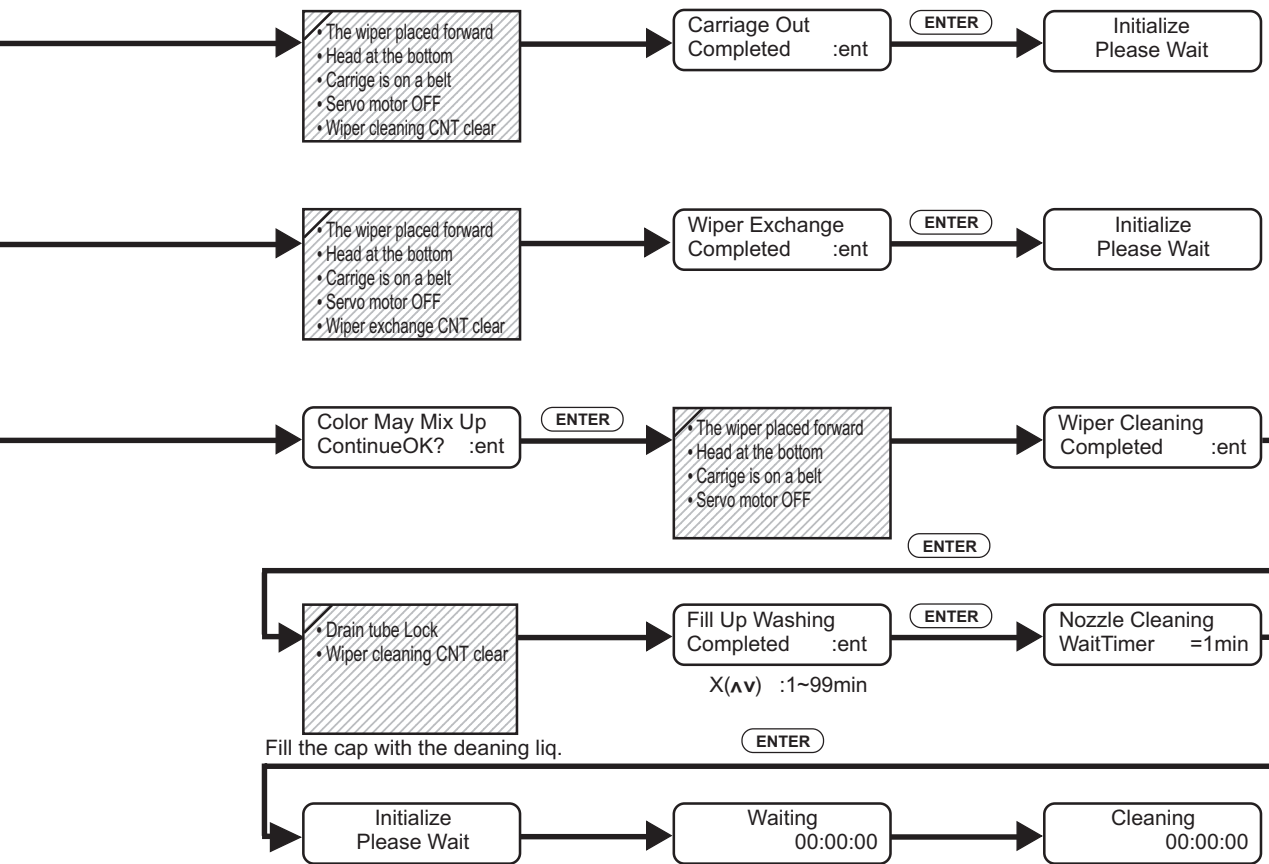 • The wiper placed forward
• Head at the bottom
• Carrige is on a belt
• Servo motor OFF
• Wiper cleaning CNT clear
Carriage Out
Completed :ent
ENTER
Initialize
Please Wait
• The wiper placed forward
• Head at the bottom
• Carrige is on a belt
• Servo motor OFF
• Wiper exchange CNT clear
Wiper Exchange
Completed :ent
ENTER
Initialize
Please Wait
Color May Mix Up
ContinueOK? :ent
ENTER
• The wiper placed forward
• Head at the bottom
• Carrige is on a belt
• Servo motor OFF
Wiper Cleaning
Completed :ent
ENTER
• Drain tube Lock
• Wiper cleaning CNT clear
Fill Up Washing
Completed :ent
ENTER
Nozzle Cleaning
WaitTimer =1min
X(∧∨) :1~99min
Fill the cap with the deaning liq.
ENTER
Initialize
Please Wait
Waiting
00:00:00
Cleaning
00:00:00